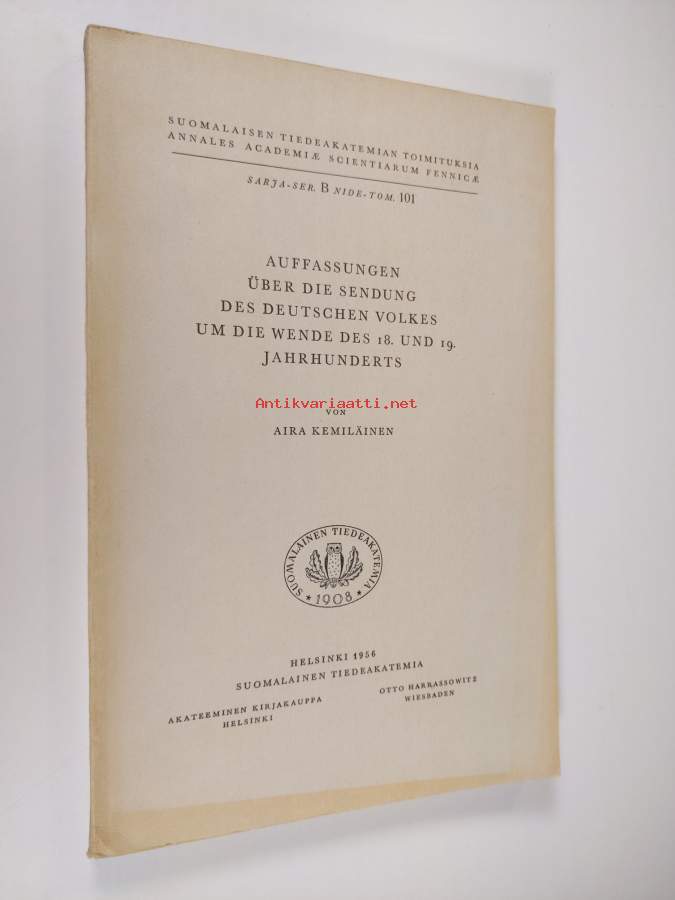 SUOMALAISEN TIEDEAKATEMIAN TOIMITUKSIA
ANNALES ACADEMIÆ SCIENTIARUM FENNICÆ
SARJA-SER. B NIDE-TOM. 101
AUFFASSUNGEN
ÜBER DIE SENDUNG
DES DEUTSCHEN VOLKES
UM DIE WENDE DES 18. UND 19.
JAHRHUNDERTS
Antikvariaatti.net
VON
AIRA KEMILÄINEN
SUOMALAINEN TIEDEAKATEMIA
* 1908 *
HELSINKI 1956
SUOMALAINEN TIEDEAKATEMIA
AKATEEMINEN KIRJAKAUPPA
HELSINKI
OTTO HARRASSOWITZ
WIESBADEN